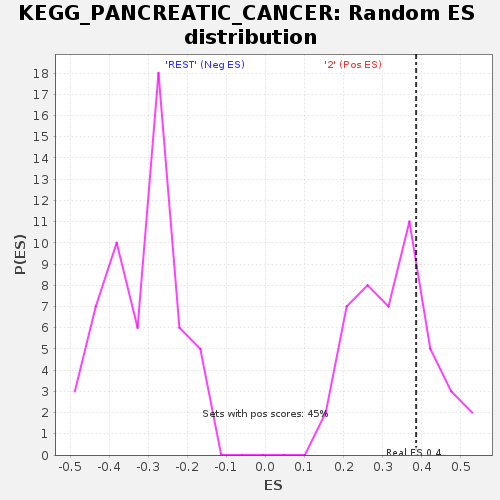 KEGG_PANCREATIC_CANCER: Random ES
distribution
'REST' (Neg ES)
'2' (Pos ES)
18
17
16
15
14
13
12
11
10
9
8
7
6
5
4
3
2
1
0
P(ES)
Sets with pos scores: 45%
Real ES 0.4
-0.5 -0.4 -0.3 -0.2 -0.1 0.0 0.1 0.2 0.3 0.4 0.5
ES